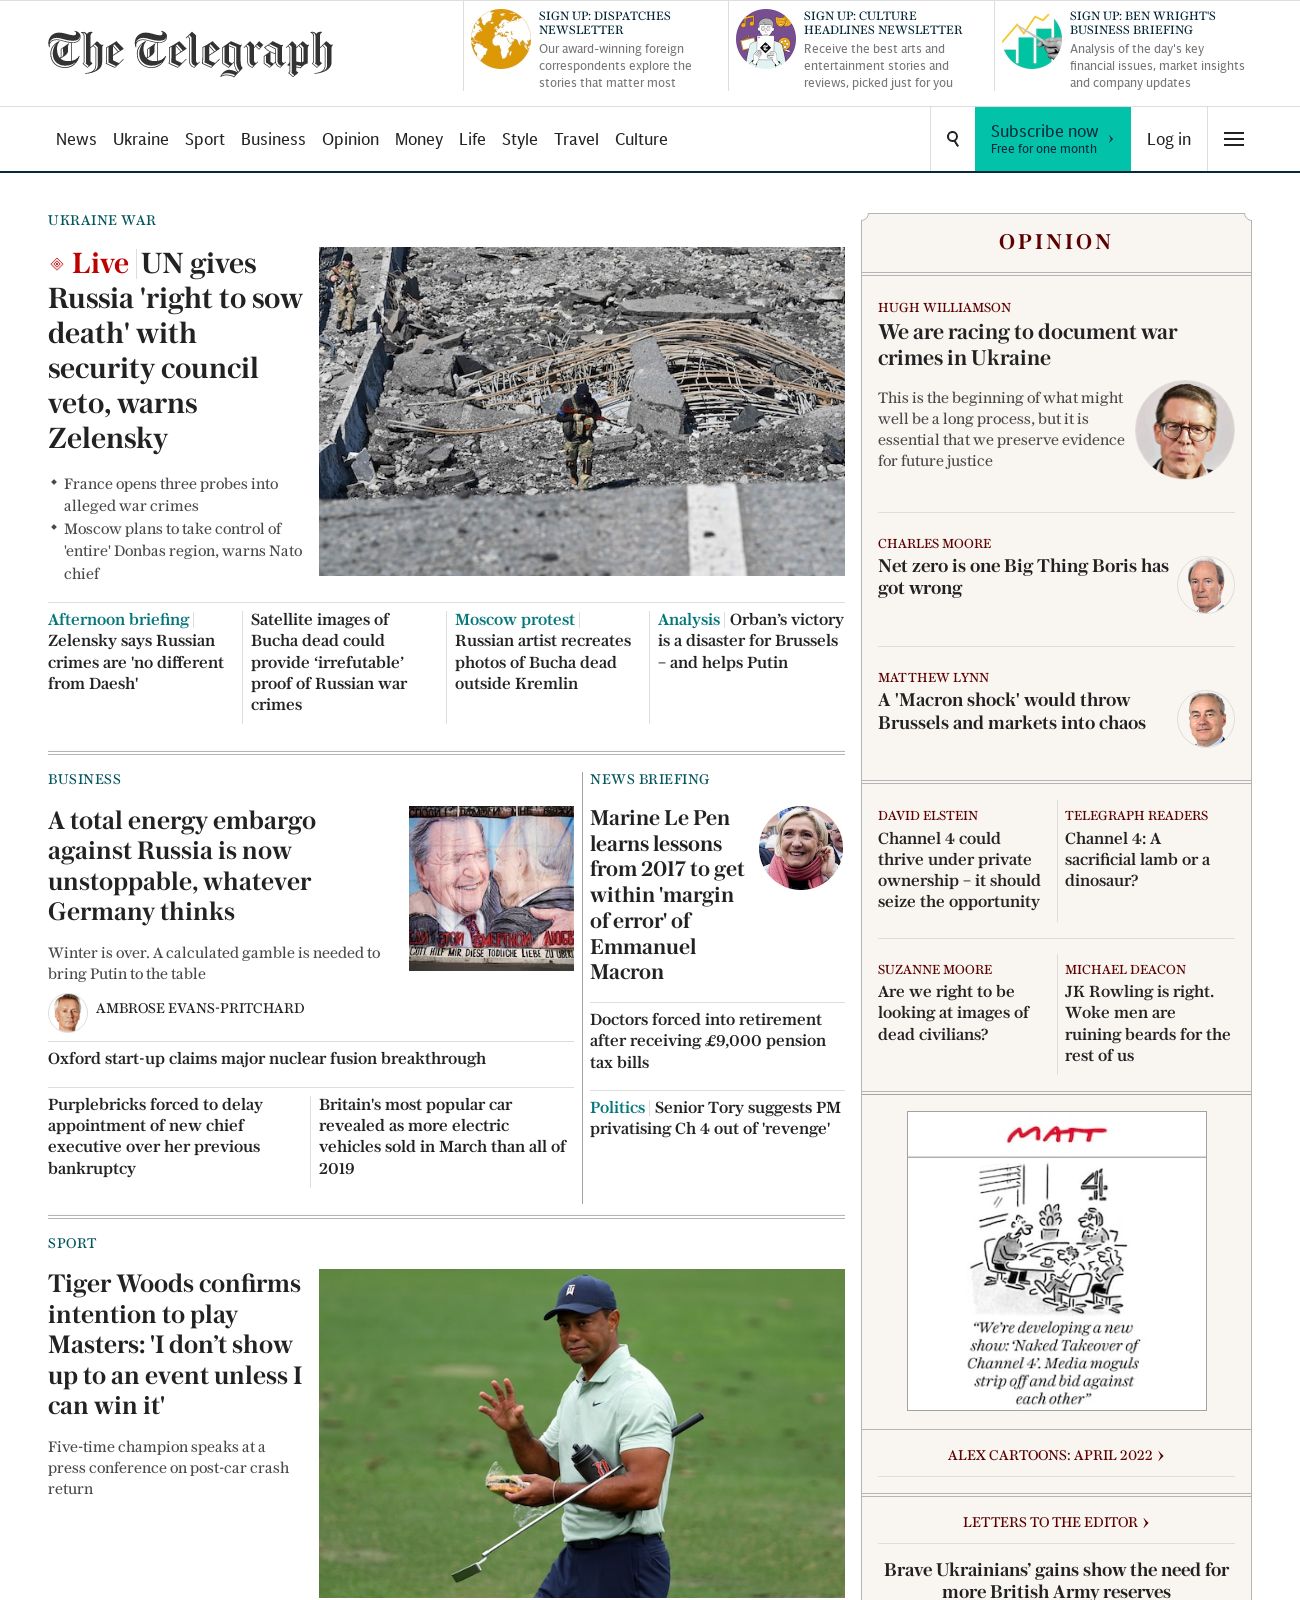 The Telegraph
SIGN UP: DISPATCHES
NEWSLETTER
Our award-winning foreign
correspondents explore the
stories that matter most
SIGN UP: CULTURE
HEADLINES NEWSLETTER
Receive the best arts and
entertainment stories and
reviews, picked just for you
SIGN UP: BEN WRIGHT'S
BUSINESS BRIEFING
Analysis of the day's key
financial issues, market insights
and company updates
News Ukraine Sport Business Opinion Money Life Style Travel Culture
Subscribe now ›
Free for one month
Log in
UKRAINE WAR
Live UN gives
Russia 'right to sow
death' with
security council
veto, warns
Zelensky
France opens three probes into
alleged war crimes
Moscow plans to take control of
'entire' Donbas region, warns Nato
chief
Afternoon briefing
Zelensky says Russian
crimes are 'no different
from Daesh'
Satellite images of
Bucha dead could
provide ‘irrefutable’
proof of Russian war
crimes
Moscow protest
Russian artist recreates
photos of Bucha dead
outside Kremlin
Analysis Orban’s victory
is a disaster for Brussels
– and helps Putin
BUSINESS
A total energy embargo
against Russia is now
unstoppable, whatever
Germany thinks
Winter is over. A calculated gamble is needed to
bring Putin to the table
AMBROSE EVANS-PRITCHARD
GOTT HILF MIR DIESE TÖDLICHE LIEBE ZU ÜBER
Oxford start-up claims major nuclear fusion breakthrough
Purplebricks forced to delay
appointment of new chief
executive over her previous
bankruptcy
Britain's most popular car
revealed as more electric
vehicles sold in March than all of
2019
NEWS BRIEFING
Marine Le Pen
learns lessons
from 2017 to get
within 'margin
of error' of
Emmanuel
Macron
Doctors forced into retirement
after receiving £9,000 pension
tax bills
Politics Senior Tory suggests PM
privatising Ch 4 out of 'revenge'
SPORT
Tiger Woods confirms
intention to play
Masters: 'I don’t show
up to an event unless I
can win it'
Five-time champion speaks at a
press conference on post-car crash
return
OPINION
HUGH WILLIAMSON
We are racing to document war
crimes in Ukraine
This is the beginning of what might
well be a long process, but it is
essential that we preserve evidence
for future justice
CHARLES MOORE
Net zero is one Big Thing Boris has
got wrong
MATTHEW LYNN
A 'Macron shock' would throw
Brussels and markets into chaos
DAVID ELSTEIN
Channel 4 could
thrive under private
ownership – it should
seize the opportunity
TELEGRAPH READERS
Channel 4: A
sacrificial lamb or a
dinosaur?
SUZANNE MOORE
Are we right to be
looking at images of
dead civilians?
MICHAEL DEACON
JK Rowling is right.
Woke men are
ruining beards for the
rest of us
MATT
4
“We’re developing a new
show: ‘Naked Takeover of
Channel 4’. Media moguls
strip off and bid against
each other”
ALEX CARTOONS: APRIL 2022 ›
LETTERS TO THE EDITOR ›
Brave Ukrainians’ gains show the need for
more British Army reserves